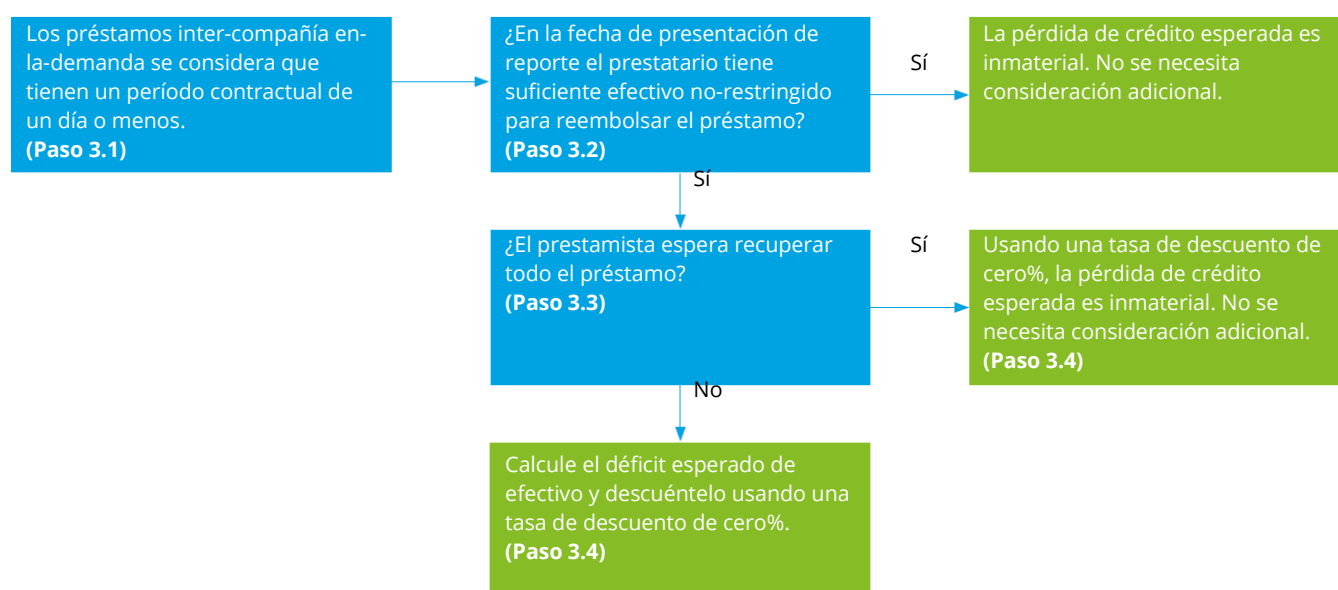 Los préstamos inter-compañía en-
la-demanda se considera que
tienen un período contractual de
un día o menos.
(Paso 3.1)
¿En la fecha de presentación de
reporte el prestatario tiene
suficiente efectivo no-restringido
para reembolsar el préstamo?
(Paso 3.2)
Sí
La pérdida de crédito esperada es
inmaterial. No se necesita
consideración adicional.
Sí
¿El prestamista espera recuperar
todo el préstamo?
(Paso 3.3)
Sí
Usando una tasa de descuento de
cero%, la pérdida de crédito
esperada es inmaterial. No se
necesita consideración adicional.
(Paso 3.4)
No
Calcule el déficit esperado de
efectivo y descuéntelo usando una
tasa de descuento de cero%.
(Paso 3.4)